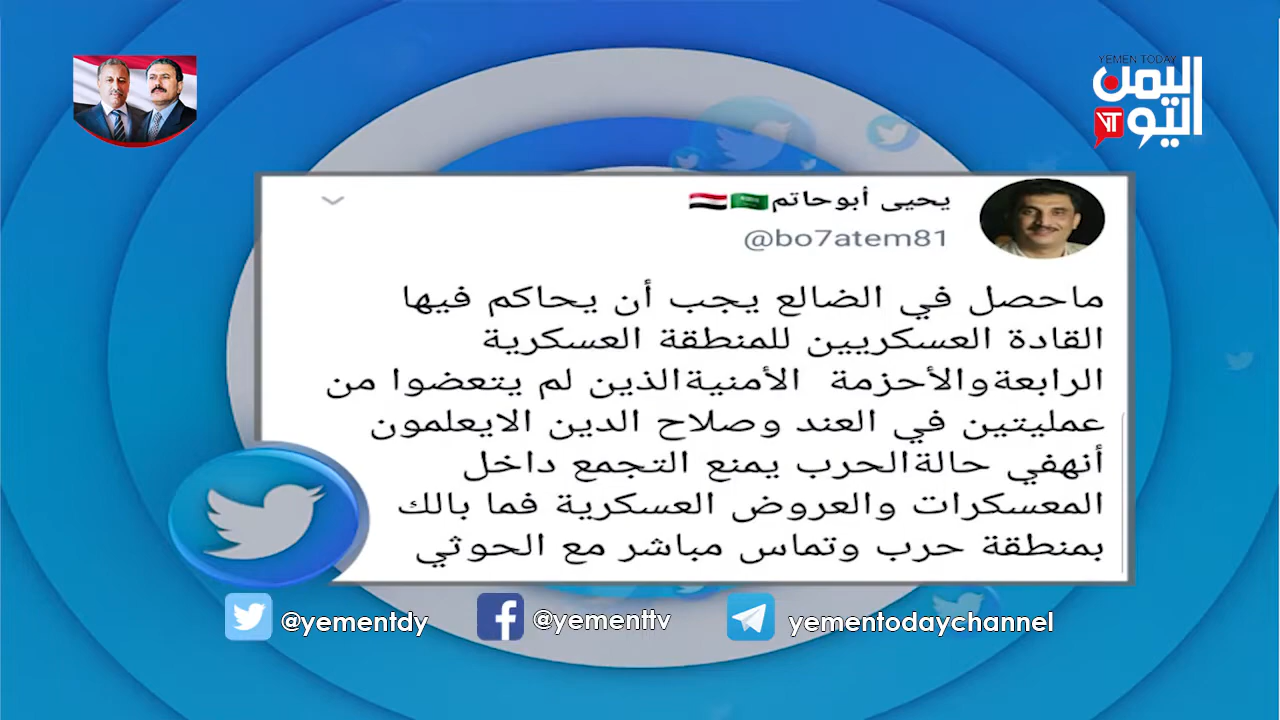 YEMEN TODAY
اليمن
اليوم
YT
يحيى أبوحاتم
@bo7atem81
ماحصل في الضالع يجب أن يحاكم فيها
القادة العسكريين للمنطقة العسكرية
الرابعةوالأحزمة الأمنيةالذين لم يتعضوا من
عمليتين في العند وصلاح الدين الايعلمون
أنهفي حالةالحرب يمنع التجمع داخل
المعسكرات والعروض العسكرية فما بالك
بمنطقة حرب وتماس مباشر مع الحوثي
@yementdy
@yementtv
yementodaychannel